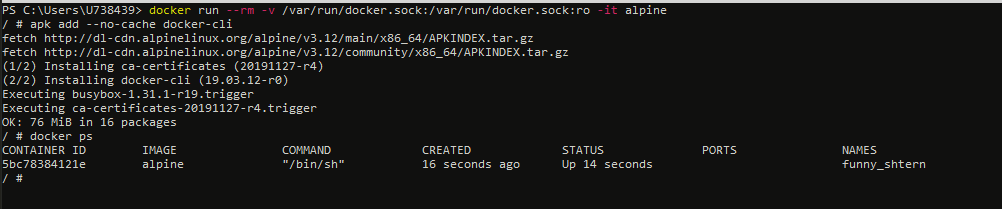 PS C:\Users\U738439> docker run --rm -v /var/run/docker.sock:/var/run/docker.sock:ro -it alpine
/ # apk add --no-cache docker-cli
fetch http://dl-cdn.alpinelinux.org/alpine/v3.12/main/x86_64/APKINDEX.tar.gz
fetch http://dl-cdn.alpinelinux.org/alpine/v3.12/community/x86_64/APKINDEX.tar.gz
(1/2) Installing ca-certificates (20191127-r4)
(2/2) Installing docker-cli (19.03.12-r0)
Executing busybox-1.31.1-r19.trigger
Executing ca-certificates-20191127-r4.trigger
OK: 76 MiB in 16 packages
/ # docker ps
CONTAINER ID IMAGE COMMAND CREATED STATUS PORTS NAMES
5bc78384121e alpine "/bin/sh" 16 seconds ago Up 14 seconds funny_shtern
/ #